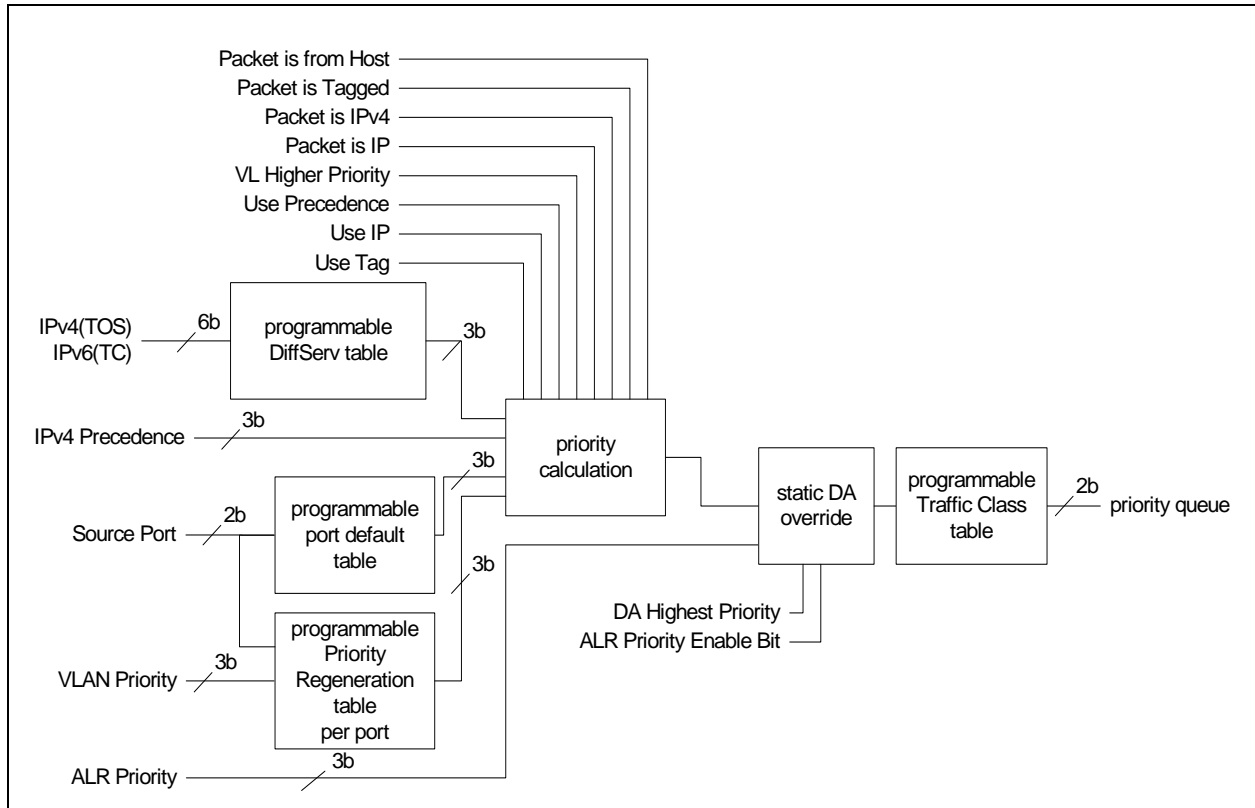 Packet is from Host
Packet is Tagged
Packet is IPv4
Packet is IP
VL Higher Priority
Use Precedence
Use IP
Use Tag
IPv4(TOS)
IPv6(TC)
6b
programmable
DiffServ table
3b
IPv4 Precedence
3b
priority
calculation
Source Port
2b
programmable
port default
table
3b
static DA
override
programmable
Traffic Class
table
2b
priority queue
VLAN Priority
3b
programmable
Priority
Regeneration
table
per port
3b
DA Highest Priority
ALR Priority Enable Bit
ALR Priority
3b